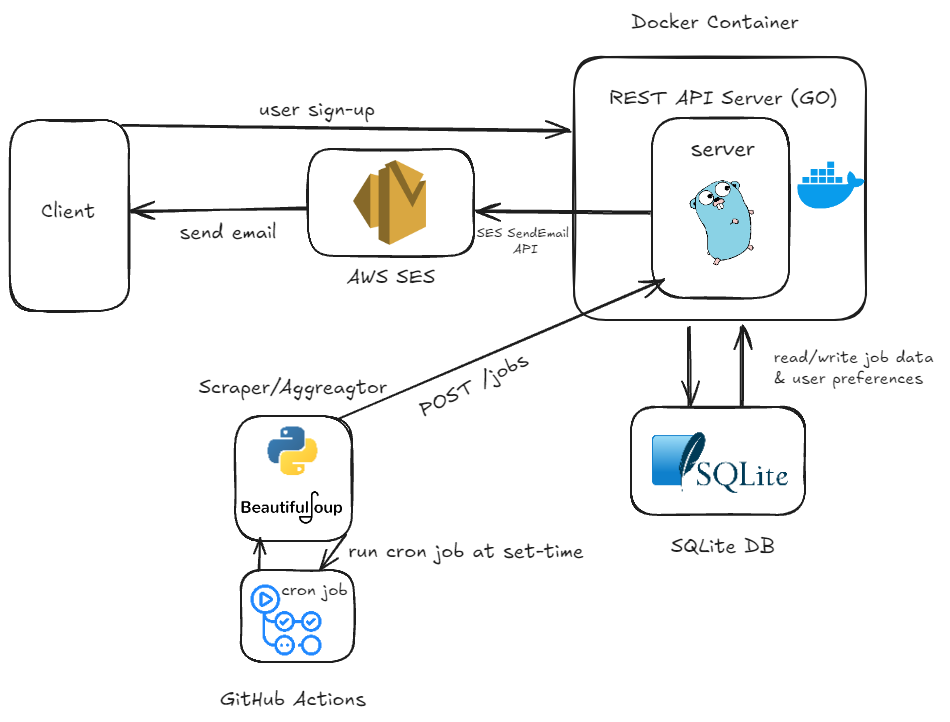 Docker Container
REST API Server (GO)
user sign-up
server
Client
send email
SES SendEmail
API
AWS SES
read/write job data
& user preferences
POST /jobs
Scraper/Aggreagtor
BeautifulSoup
SQLite
SQLite DB
run cron job at set-time
cron job
GitHub Actions